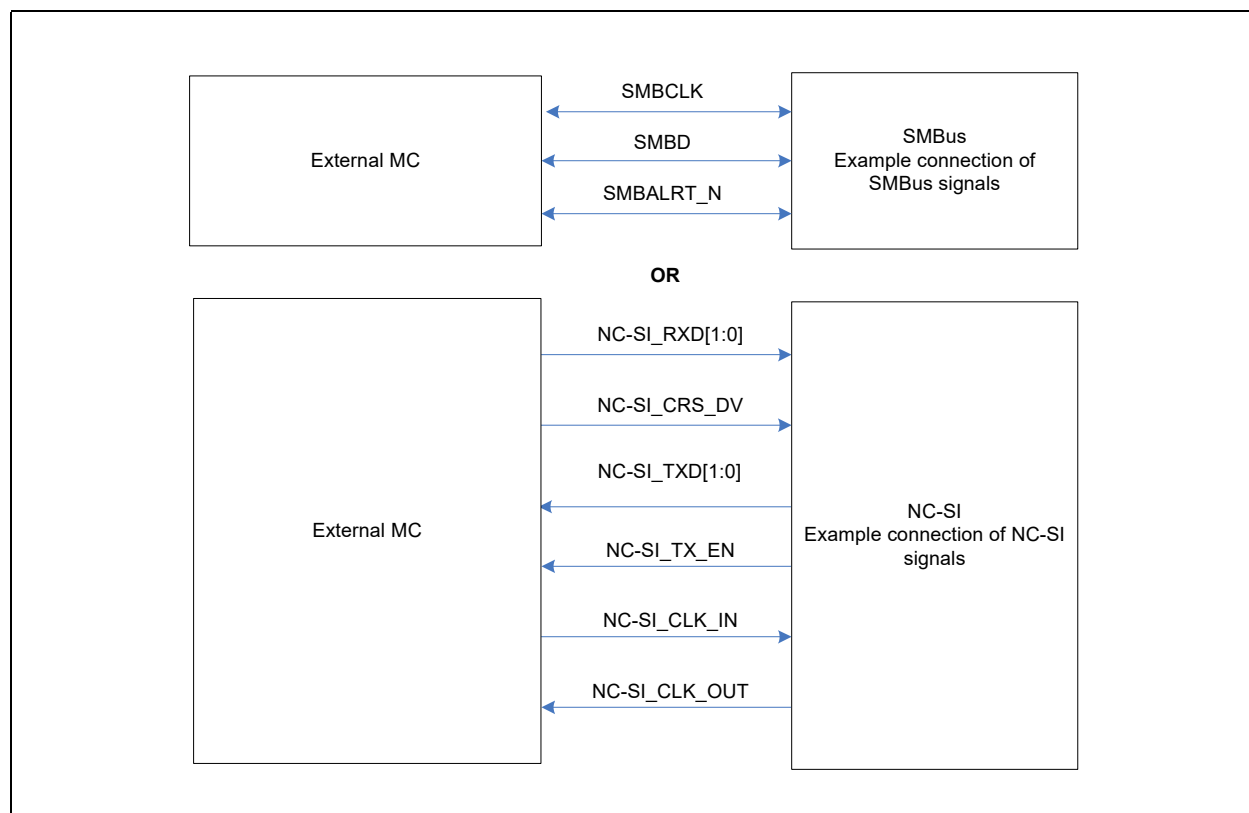 SMBCLK
SMBD
SMBALRT_N
External MC
SMBus
Example connection of
SMBus signals
OR
NC-SI_RXD[1:0]
NC-SI_CRS_DV
NC-SI_TXD[1:0]
NC-SI_TX_EN
NC-SI_CLK_IN
NC-SI_CLK_OUT
External MC
NC-SI
Example connection of NC-SI
signals